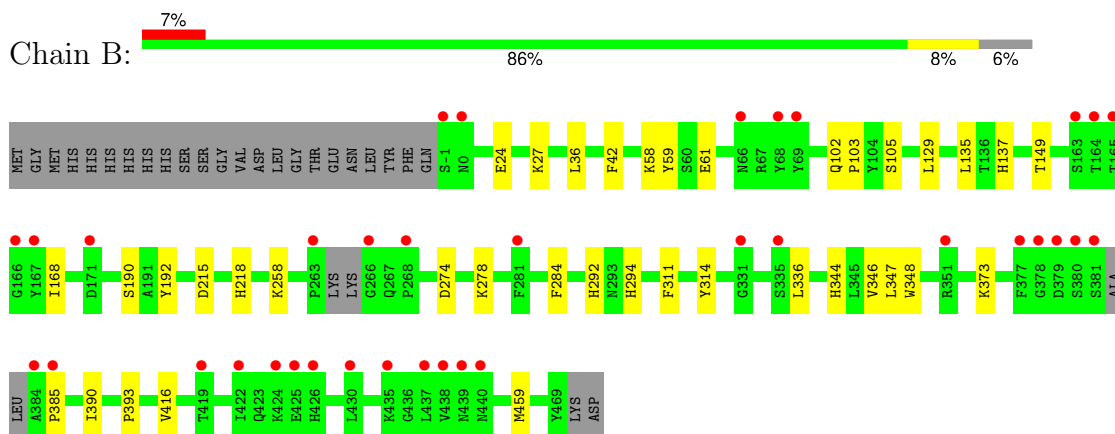 7%
Chain B:
86% 8% 6%
MET GLY MET HIS HIS HIS HIS HIS HIS SER SER GLY VAL ASP LEU GLY THR GLU ASN LEU TYR PHE GLN S-1 N0 E24 K27 L36 F42 K58 Y59 S60 E61 N66 R67 Y68 Y69 Q102 P103 Y104 S105 L129 L135 T136 H137 T149 S163 T164 T165
G166 Y167 I168 D171 S190 A191 Y192 D215 H218 K258 P263 LYS LYS G266 Q267 P268 D274 K278 F281 F284 H292 N293 H294 F311 Y314 G331 S335 L336 H344 L345 V346 L347 W348 R351 K373 F377 G378 D379 S380 S381 ALA
LEU A384 P385 I390 P393 V416 T419 I422 Q423 K424 E425 H426 L430 K435 G436 L437 V438 N439 N440 M459 Y469 LYS ASP